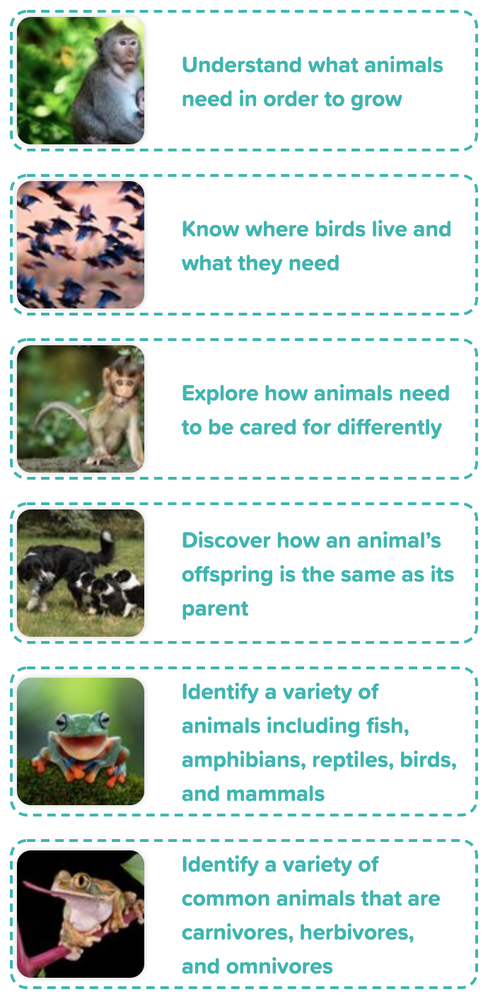 Understand what animals
need in order to grow
Know where birds live and
what they need
Explore how animals need
to be cared for differently
Discover how an animal’s
offspring is the same as its
parent
Identify a variety of
animals including fish,
amphibians, reptiles, birds,
and mammals
Identify a variety of
common animals that are
carnivores, herbivores,
and omnivores